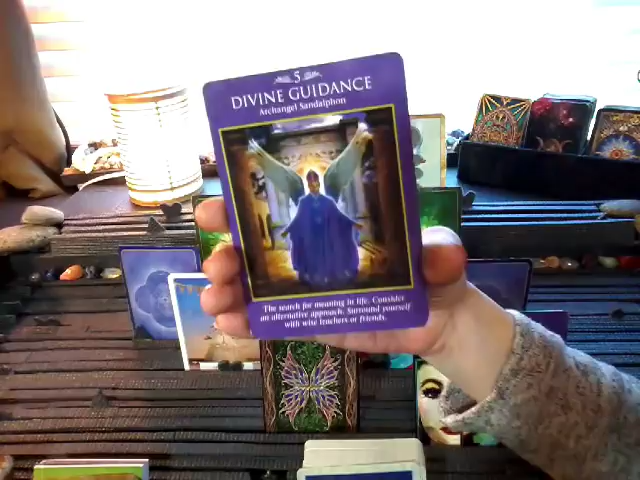 5
DIVINE GUIDANCE
Archangel Sandalphon
The search for meaning in life. Consider
an alternative approach. Surround yourself
with wise teachers or friends.